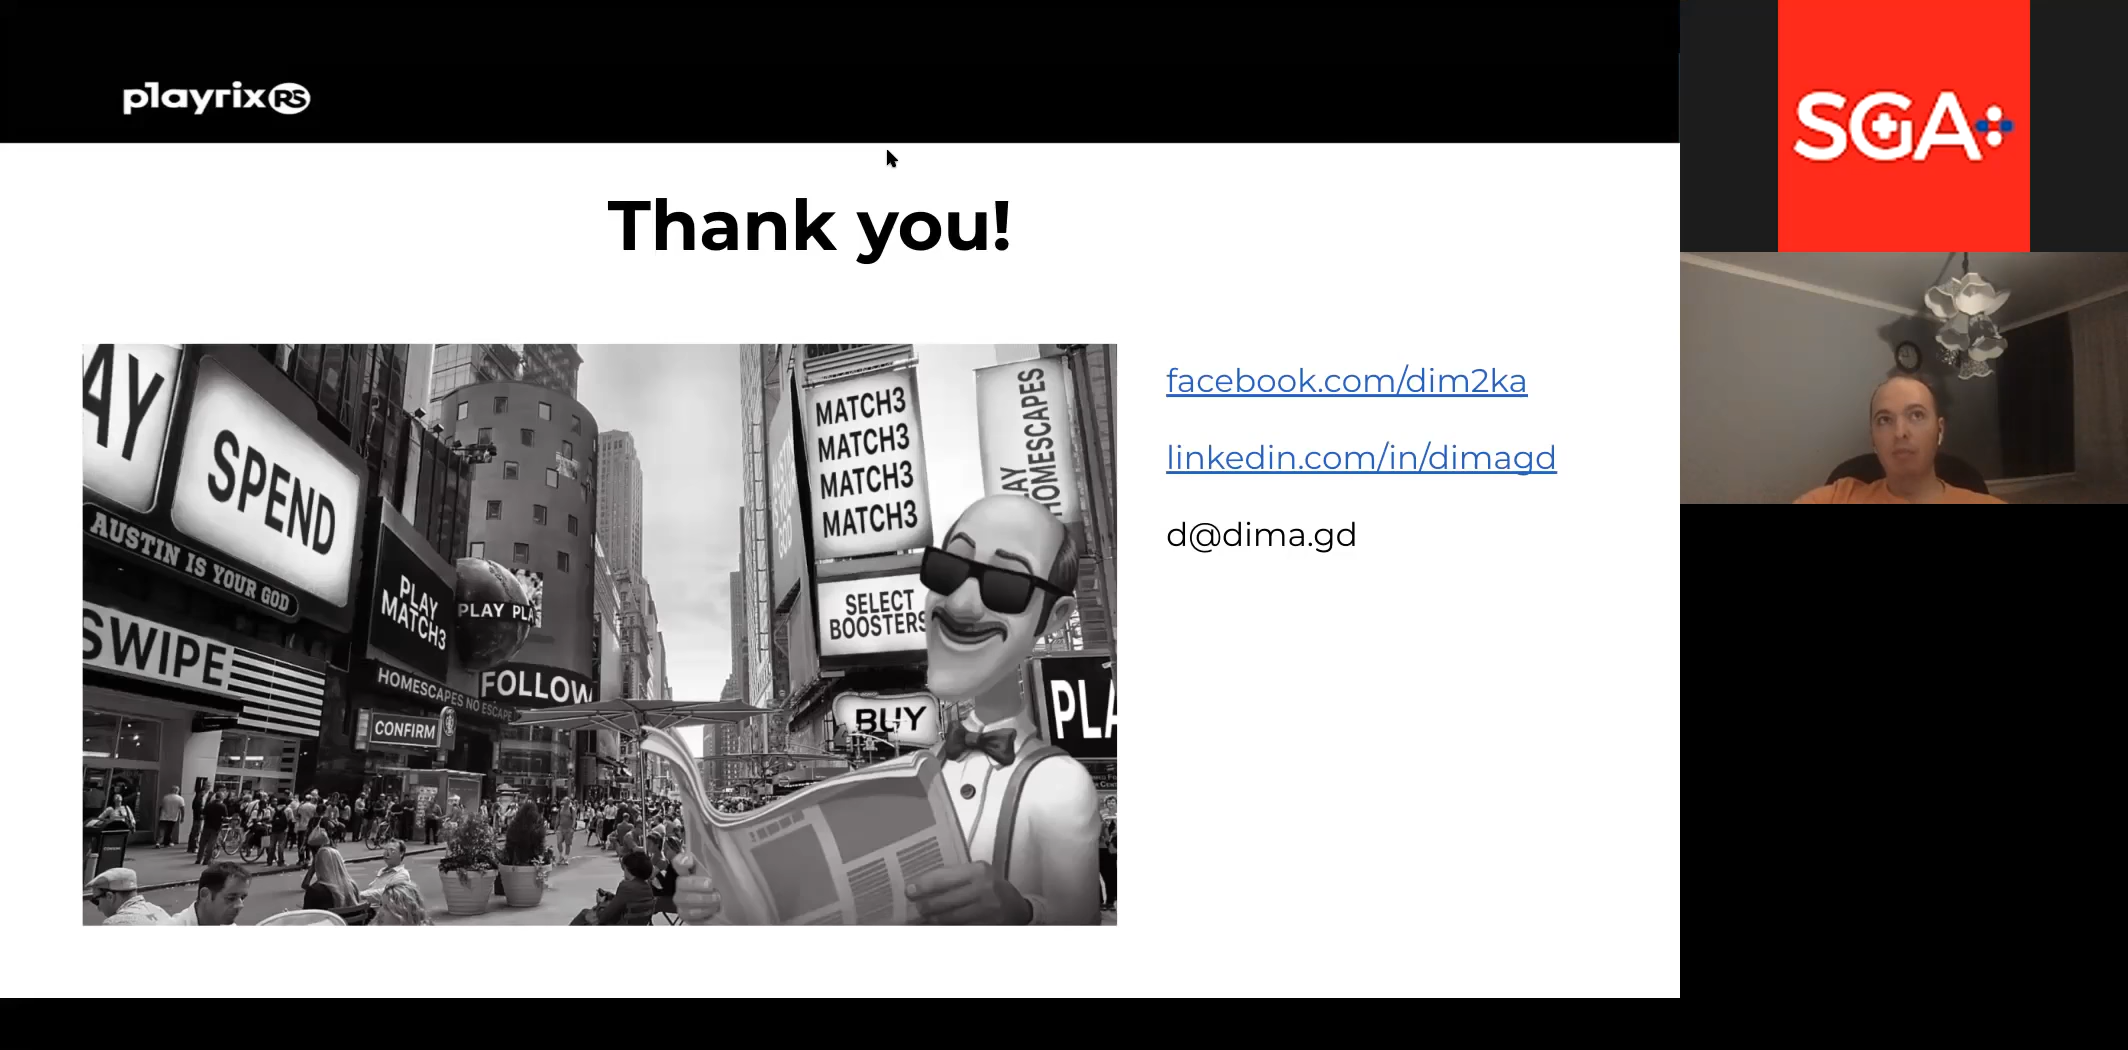 playrix RS
Thank you!
AY
SPEND
AUSTIN IS YOUR GOD
SWIPE
PLAY
MATCH3
PLAY PLA
HOMESCAPES NO ESCAPE
FOLLOW
CONFIRM
MATCH3
MATCH3
MATCH3
MATCH3
AY
HOMESCAPES
SELECT
BOOSTERS
BUY
PLA
facebook.com/dim2ka
linkedin.com/in/dimagd
d@dima.gd
SGA